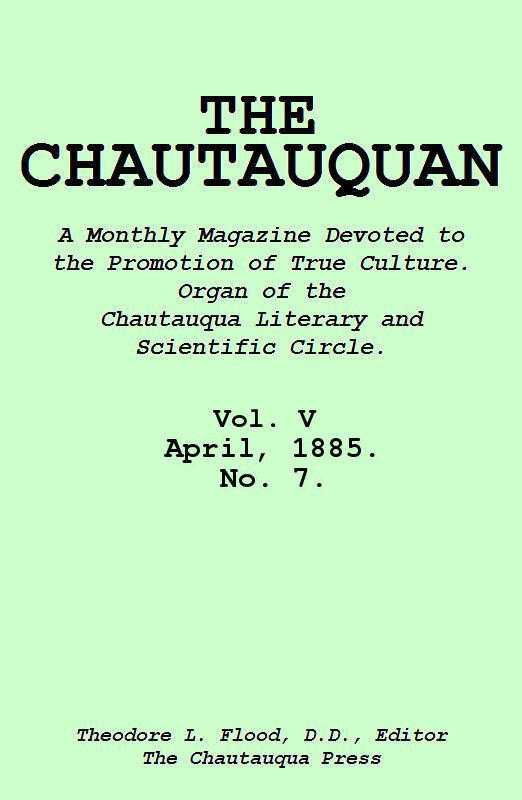 THE
CHAUTAUQUAN
A Monthly Magazine Devoted to
the Promotion of True Culture.
Organ of the
Chautauqua Literary and
Scientific Circle.
Vol. V
April, 1885.
No. 7.
Theodore L. Flood, D.D., Editor
The Chautauqua Press